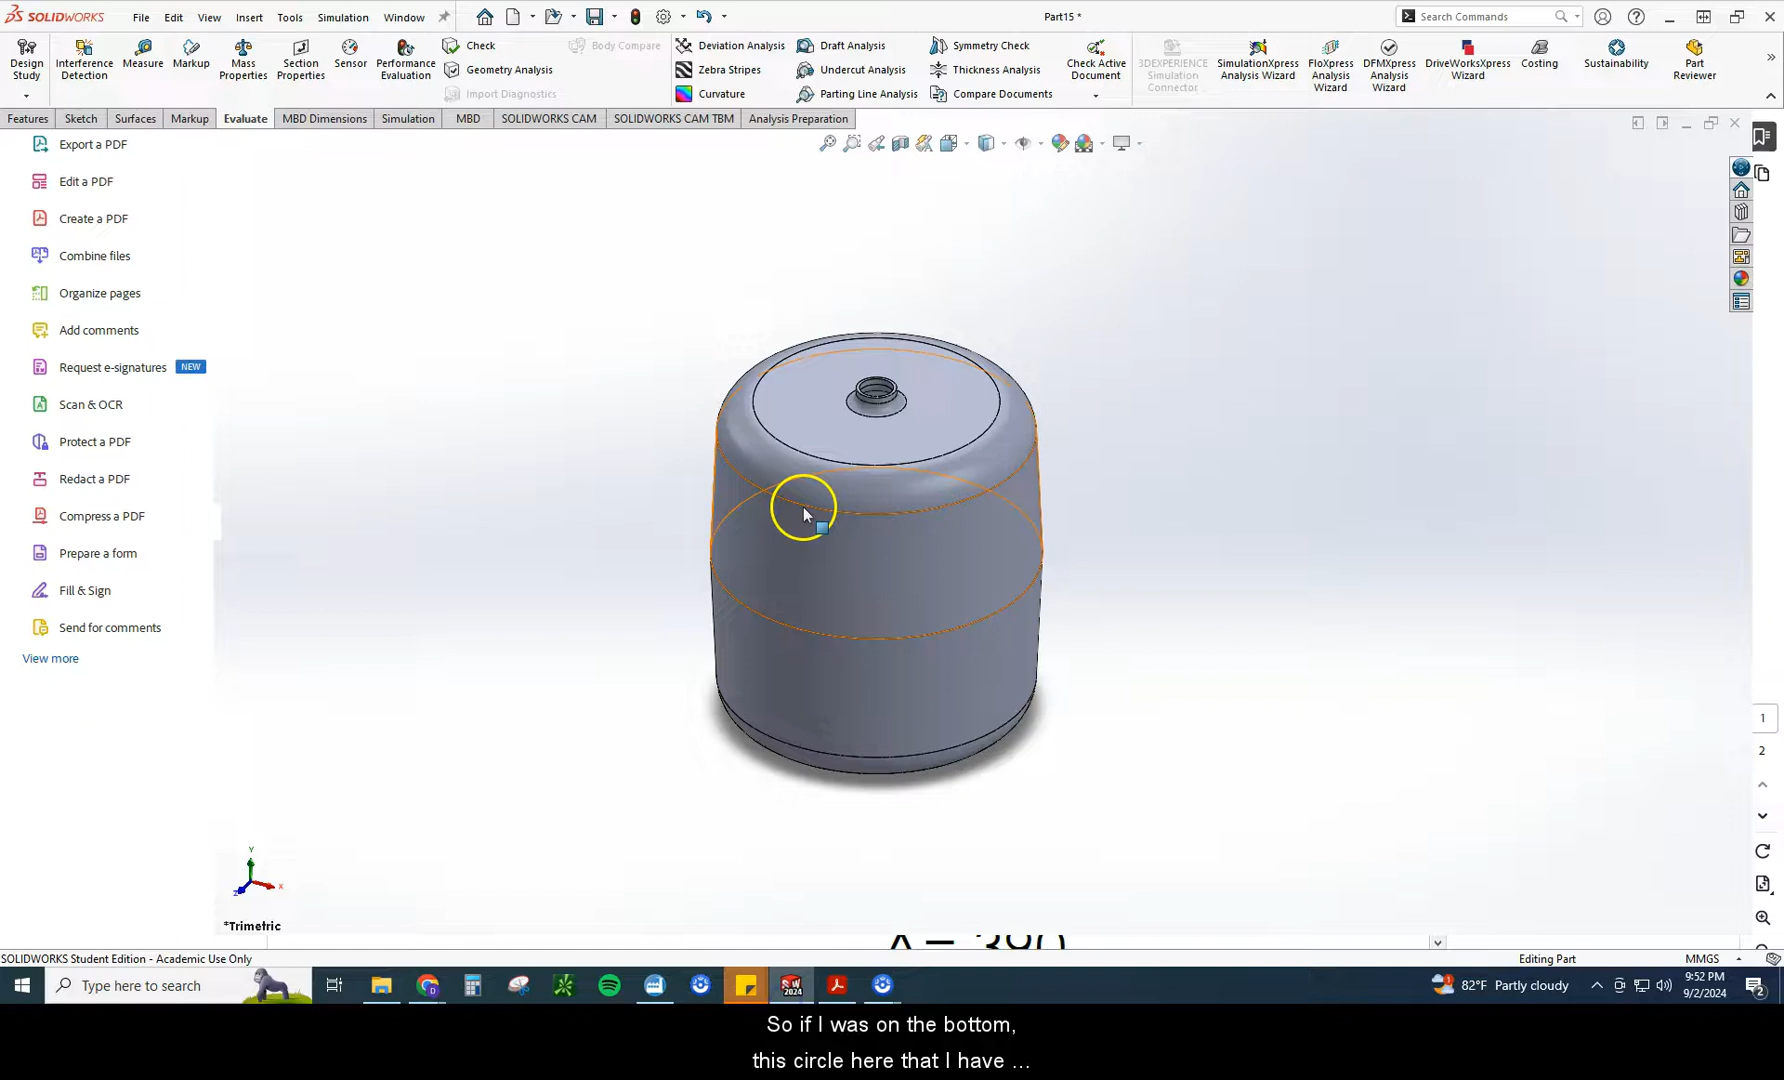 SOLIDWORKS File Edit View Insert Tools Simulation Window Part15 * Search Commands
Design Study
Interference Detection
Measure
Markup
Mass Properties
Section Properties
Sensor
Performance Evaluation
Check
Geometry Analysis
Import Diagnostics
Body Compare
Deviation Analysis
Zebra Stripes
Curvature
Draft Analysis
Undercut Analysis
Parting Line Analysis
Symmetry Check
Thickness Analysis
Compare Documents
Check Active Document
3DEXPERIENCE Simulation Connector
SimulationXpress Analysis Wizard
FloXpress Analysis Wizard
DFMXpress Analysis Wizard
DriveWorksXpress Wizard
Costing
Sustainability
Part Reviewer
Features Sketch Surfaces Markup Evaluate MBD Dimensions Simulation MBD SOLIDWORKS CAM SOLIDWORKS CAM TBM Analysis Preparation
Export a PDF
Edit a PDF
Create a PDF
Combine files
Organize pages
Add comments
Request e-signatures NEW
Scan & OCR
Protect a PDF
Redact a PDF
Compress a PDF
Prepare a form
Fill & Sign
Send for comments
View more
1
2
Y
X
Z
*Trimetric
SOLIDWORKS Student Edition - Academic Use Only Editing Part MMGS
Type here to search
SW 2024
82°F Partly cloudy
9:52 PM
9/2/2024
2
So if I was on the bottom,
this circle here that I have ...